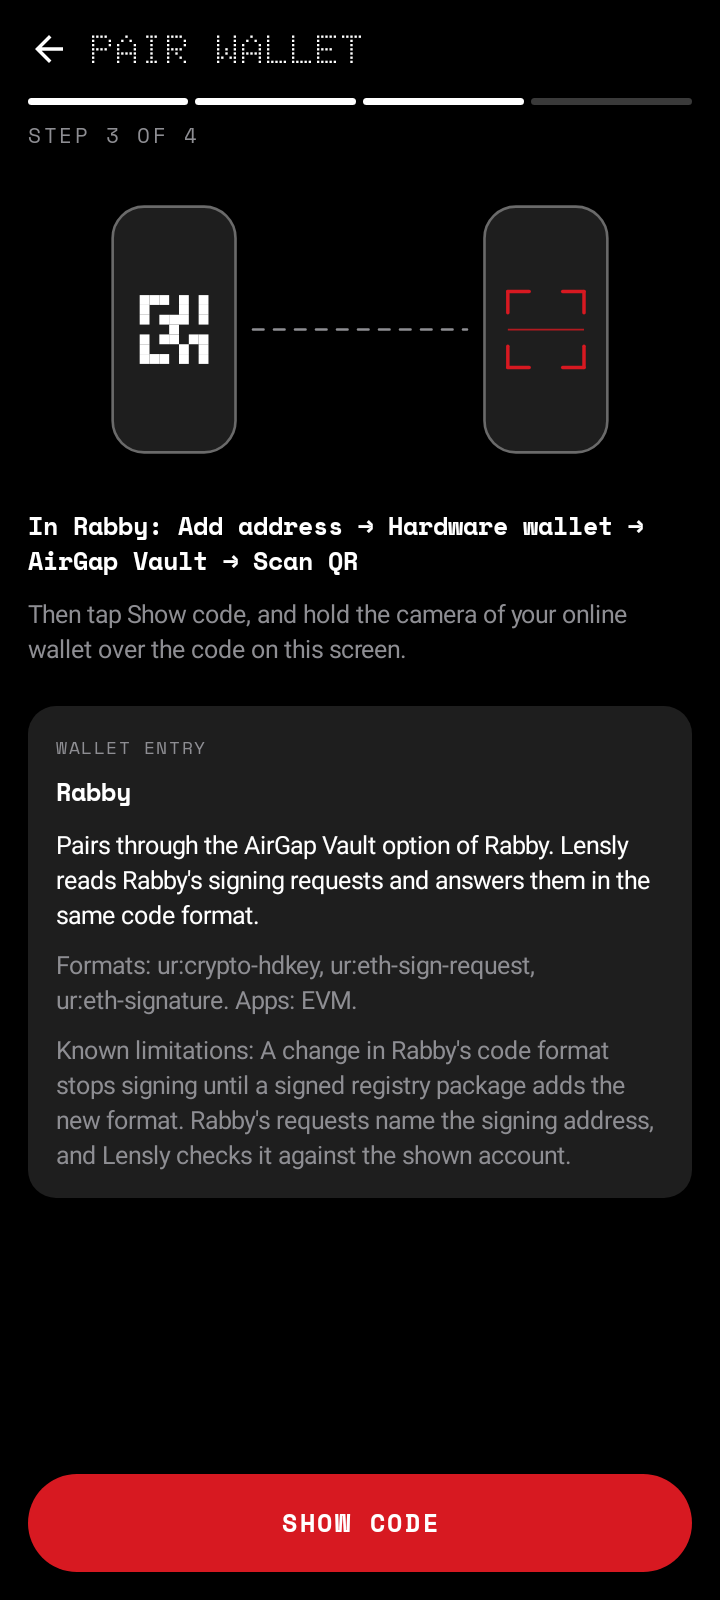 PAIR WALLET
STEP 3 OF 4
In Rabby: Add address → Hardware wallet →
AirGap Vault → Scan QR
Then tap Show code, and hold the camera of your online
wallet over the code on this screen.
WALLET ENTRY
Rabby
Pairs through the AirGap Vault option of Rabby. Lensly
reads Rabby's signing requests and answers them in the
same code format.
Formats: ur:crypto-hdkey, ur:eth-sign-request,
ur:eth-signature. Apps: EVM.
Known limitations: A change in Rabby's code format
stops signing until a signed registry package adds the
new format. Rabby's requests name the signing address,
and Lensly checks it against the shown account.
SHOW CODE